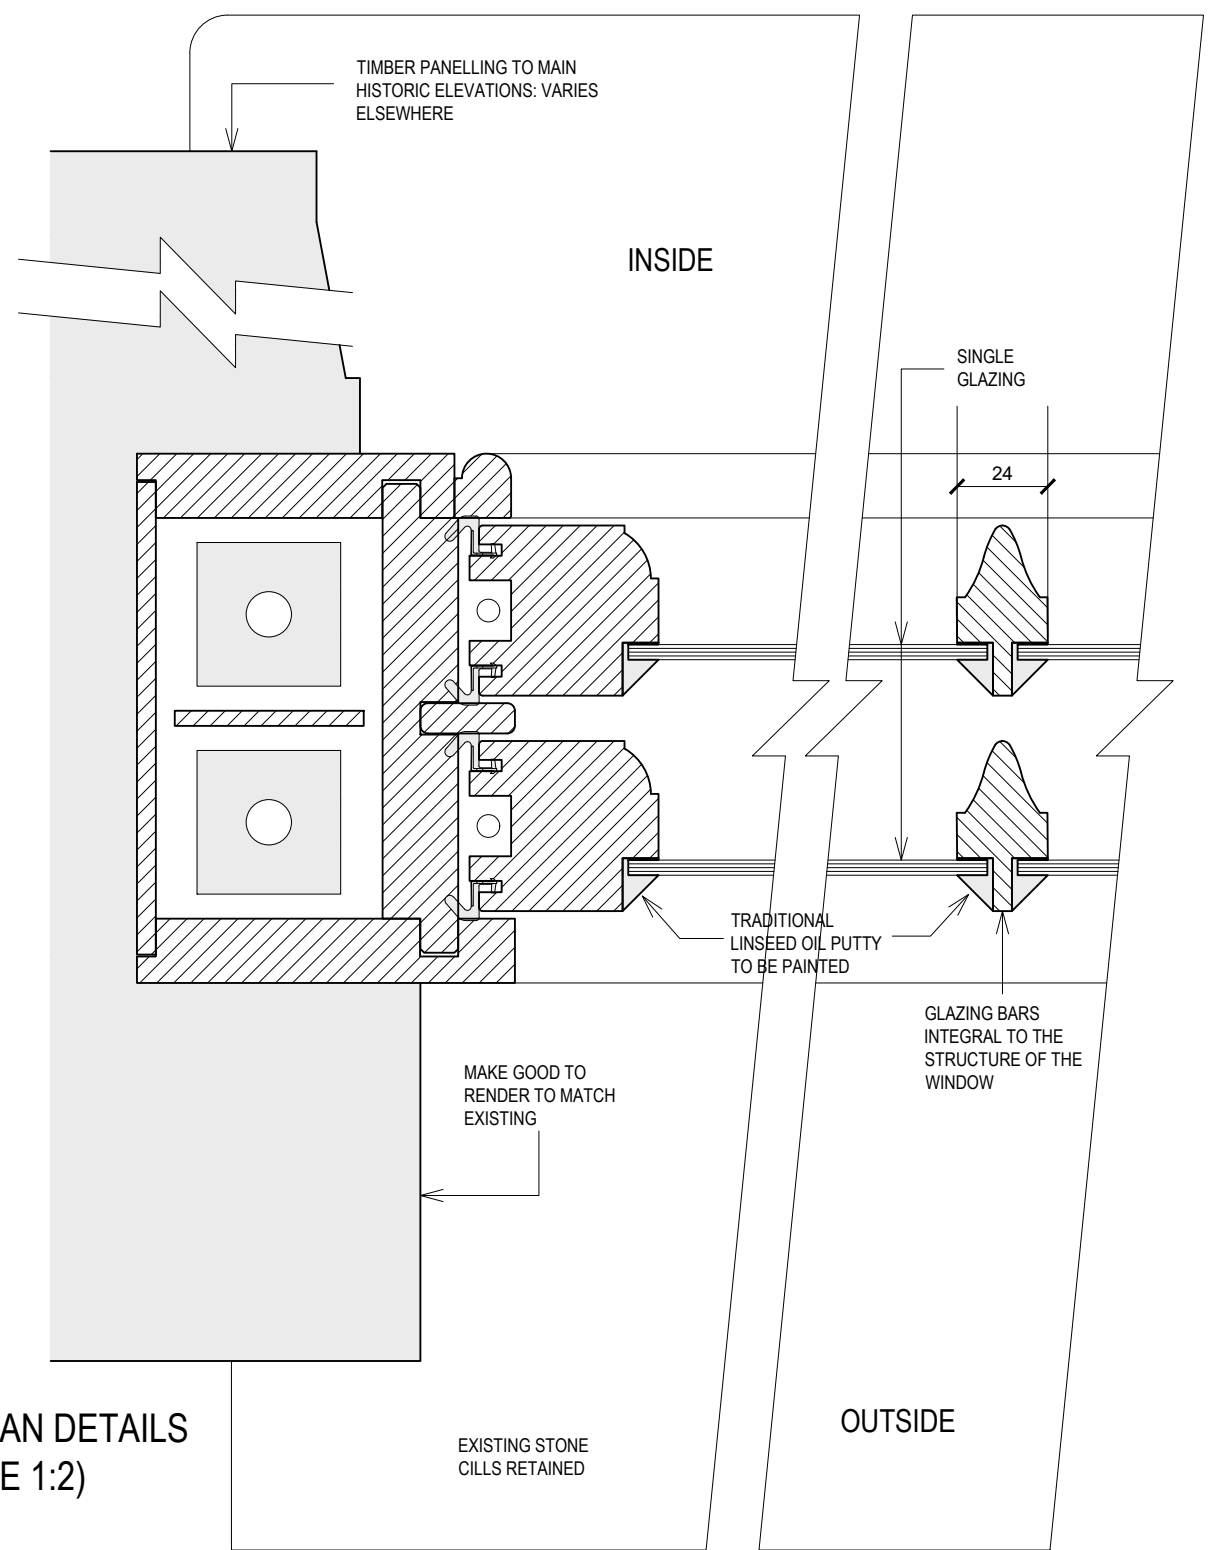 TIMBER PANELLING TO MAIN
HISTORIC ELEVATIONS: VARIES
ELSEWHERE
INSIDE
SINGLE
GLAZING
24
TRADITIONAL
LINSEED OIL PUTTY
TO BE PAINTED
GLAZING BARS
INTEGRAL TO THE
STRUCTURE OF THE
WINDOW
MAKE GOOD TO
RENDER TO MATCH
EXISTING
OUTSIDE
AN DETAILS
E 1:2)
EXISTING STONE
CILLS RETAINED